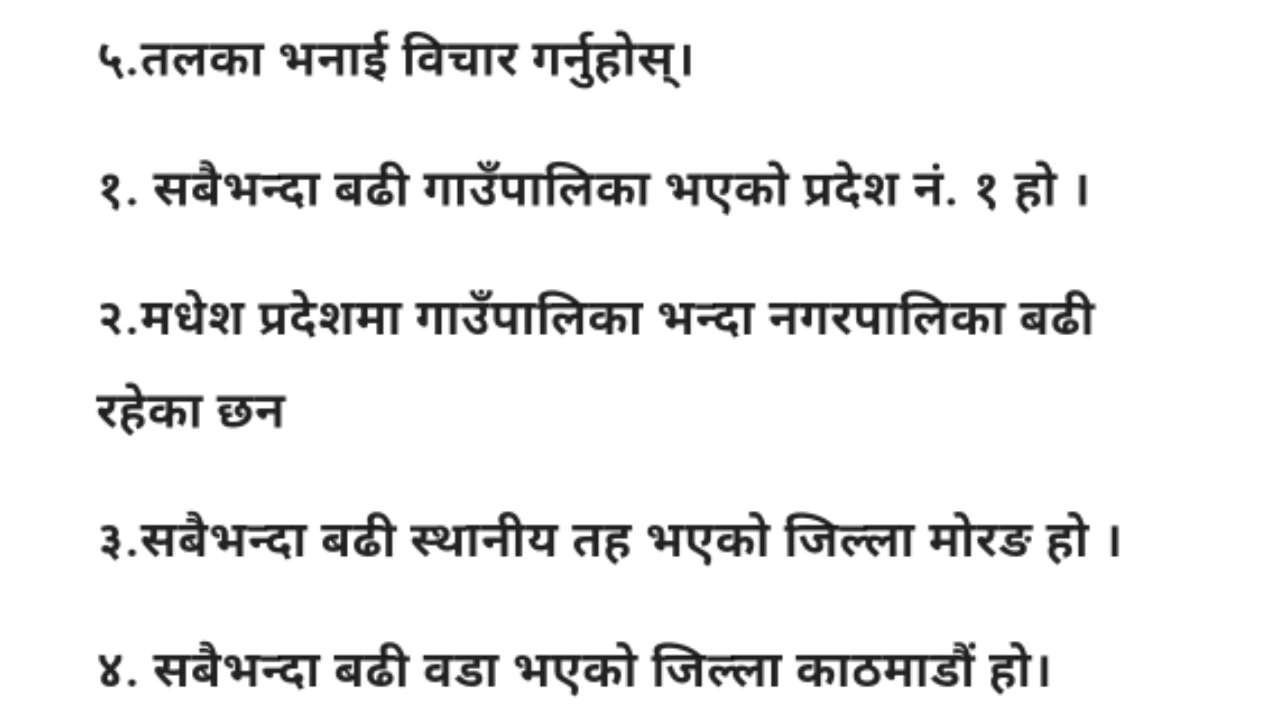 ५.तलका भनाई विचार गर्नुहोस्।
१. सबैभन्दा बढी गाउँपालिका भएको प्रदेश नं. १ हो ।
२.मधेश प्रदेशमा गाउँपालिका भन्दा नगरपालिका बढी
रहेका छन
३.सबैभन्दा बढी स्थानीय तह भएको जिल्ला मोरङ हो ।
४. सबैभन्दा बढी वडा भएको जिल्ला काठमाडौं हो।